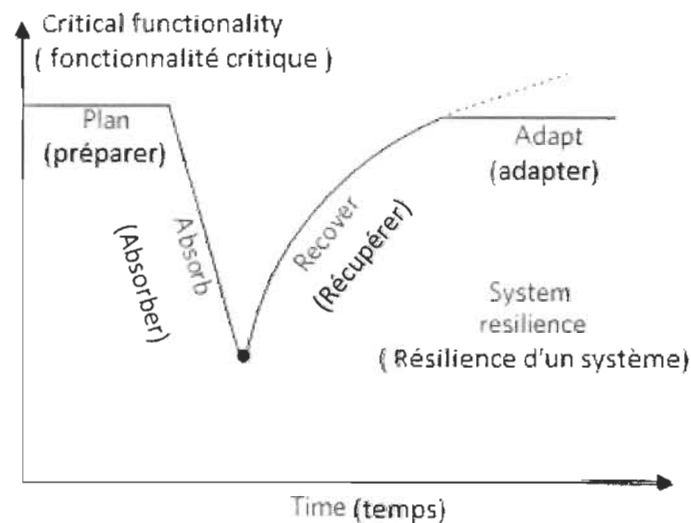 Critical functionality
( fonctionnalité critique )
Plan
(préparer)
Absorb
(Absorber)
Recover
(Récupérer)
Adapt
(adapter)
System
resilience
( Résilience d'un système)
Time (temps)